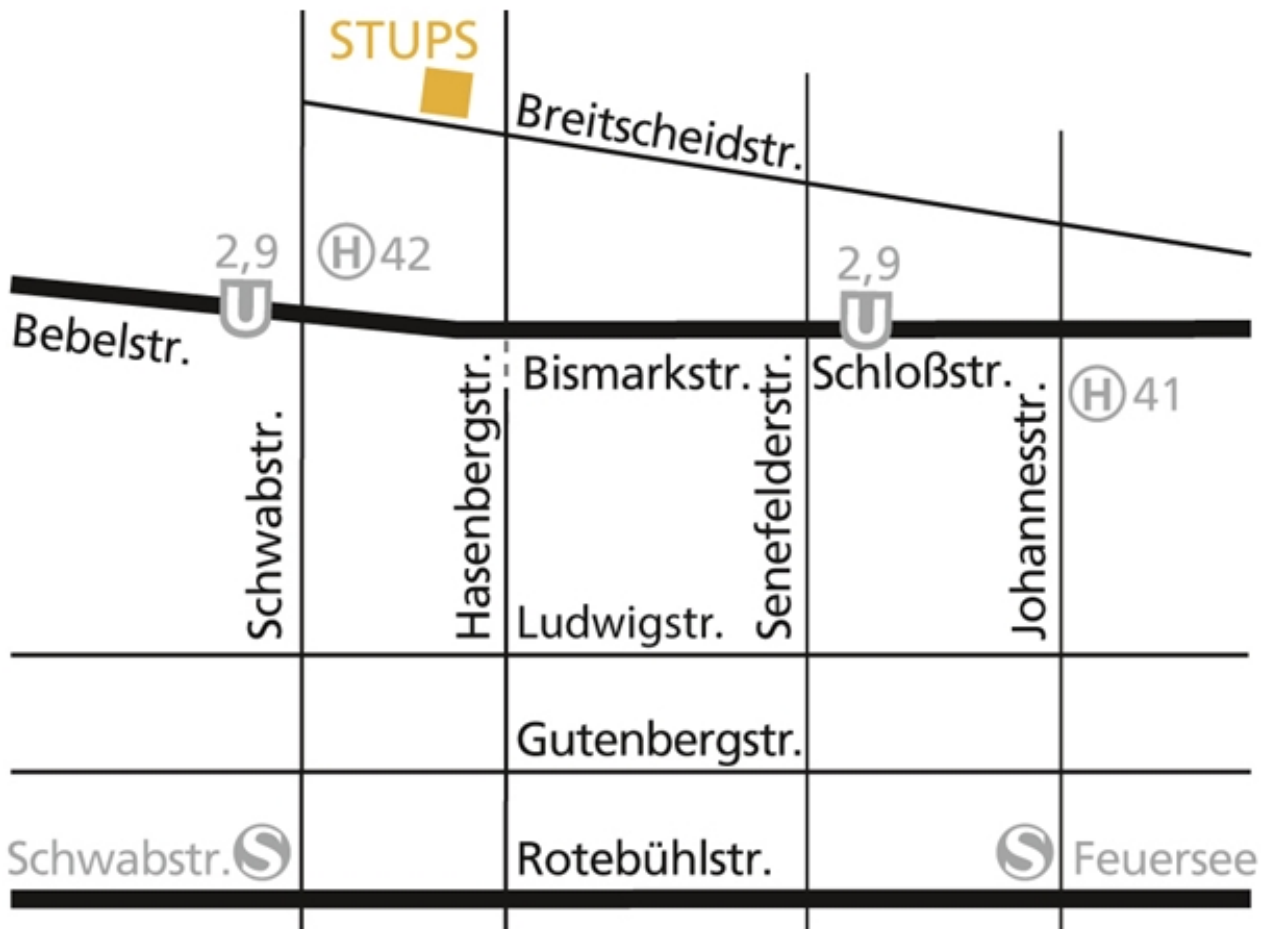 STUPS
Breitscheidstr.
2,9
H 42
2,9
U
U
Bebelstr.
Bismarkstr.
Schloßstr.
H 41
Schwabstr.
Hasenbergstr.
Senefelderstr.
Johannesstr.
Ludwigstr.
Gutenbergstr.
Schwabstr. S
Rotebühlstr.
S Feuersee